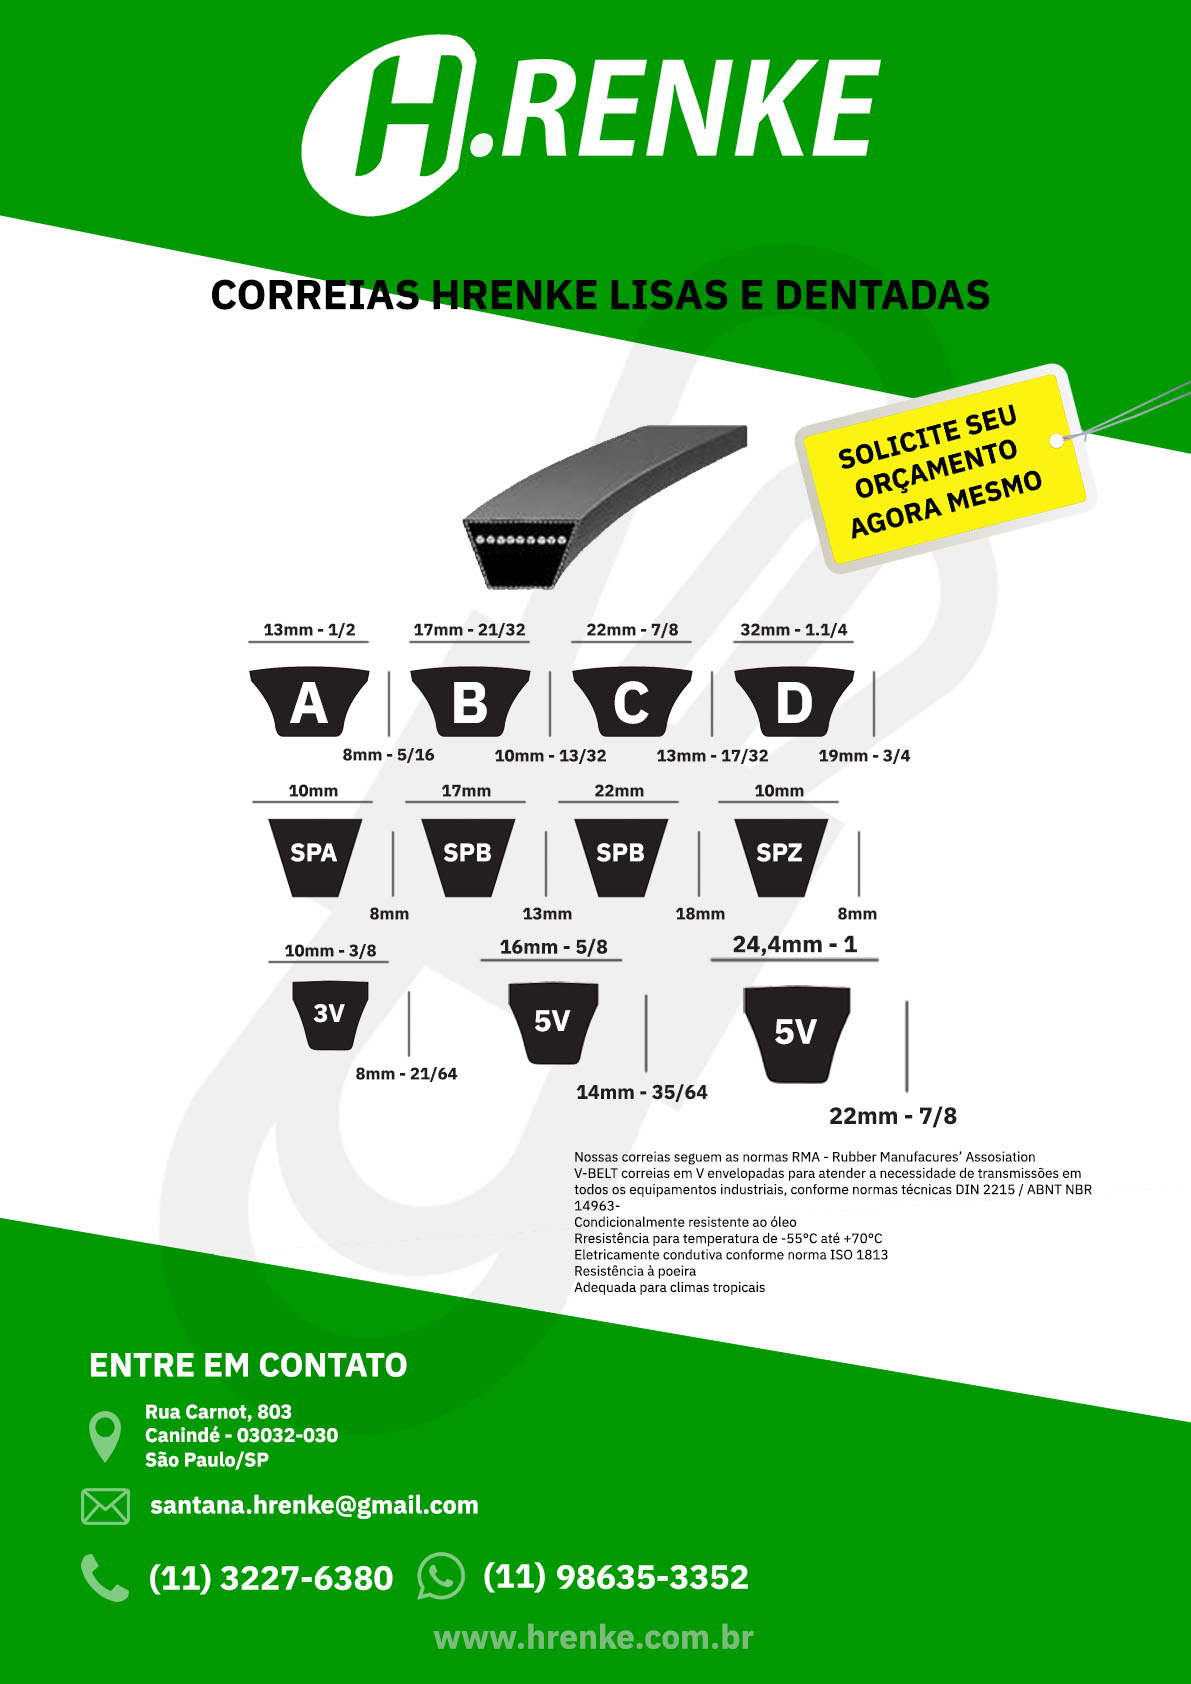 H.RENKE
CORREIAS HRENKE LISAS E DENTADAS
SOLICITE SEU
ORÇAMENTO
AGORA MESMO
13mm - 1/2 17mm - 21/32 22mm - 7/8 32mm - 1.1/4
A B C D
8mm - 5/16 10mm - 13/32 13mm - 17/32 19mm - 3/4
10mm 17mm 22mm 10mm
SPA SPB SPB SPZ
8mm 13mm 18mm 8mm
10mm - 3/8 16mm - 5/8 24,4mm - 1
3V 5V 5V
8mm - 21/64 14mm - 35/64 22mm - 7/8
Nossas correias seguem as normas RMA - Rubber Manufacures’ Assosiation
V-BELT correias em V envelopadas para atender a necessidade de transmissões em
todos os equipamentos industriais, conforme normas técnicas DIN 2215 / ABNT NBR
14963-
Condicionalmente resistente ao óleo
Rresistência para temperatura de -55°C até +70°C
Eletricamente condutiva conforme norma ISO 1813
Resistência à poeira
Adequada para climas tropicais
ENTRE EM CONTATO
Rua Carnot, 803
Canindé - 03032-030
São Paulo/SP
santana.hrenke@gmail.com
(11) 3227-6380 (11) 98635-3352
www.hrenke.com.br